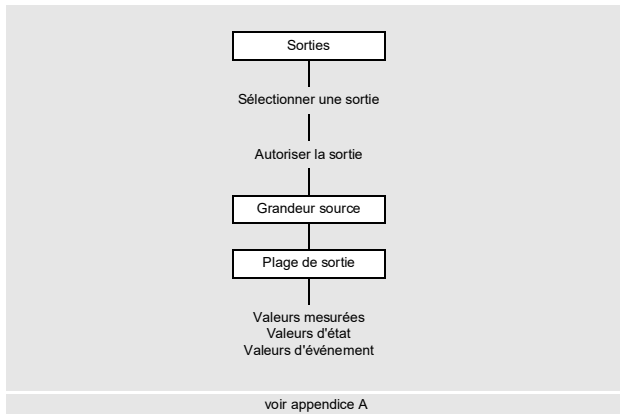 Sorties
Sélectionner une sortie
Autoriser la sortie
Grandeur source
Plage de sortie
Valeurs mesurées
Valeurs d'état
Valeurs d'événement
voir appendice A